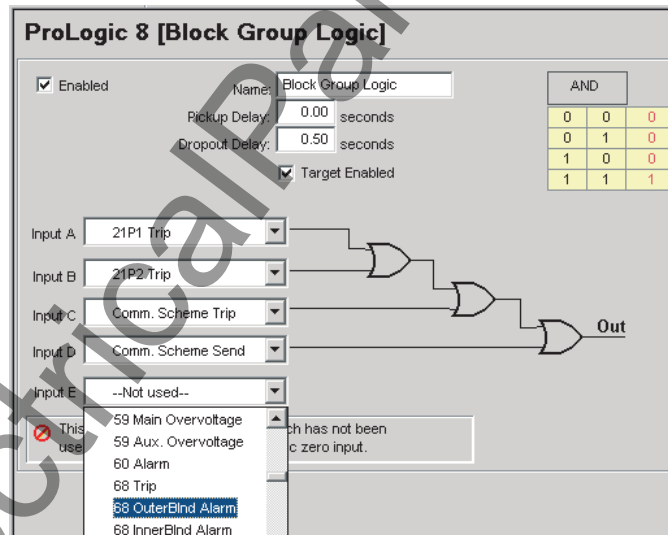 ProLogic 8 [Block Group Logic]
Enabled
Name: Block Group Logic
Pickup Delay: 0.00 seconds
Dropout Delay: 0.50 seconds
Target Enabled
AND
0 0 0
0 1 0
1 0 0
1 1 1
Input A 21P1 Trip
Input B 21P2 Trip
Input C Comm. Scheme Trip
Input D Comm. Scheme Send
Out
Input E --Not used--
This ch has not been
use c zero input.
59 Main Overvoltage
59 Aux. Overvoltage
60 Alarm
68 Trip
68 OuterBlnd Alarm
68 InnerBlnd Alarm